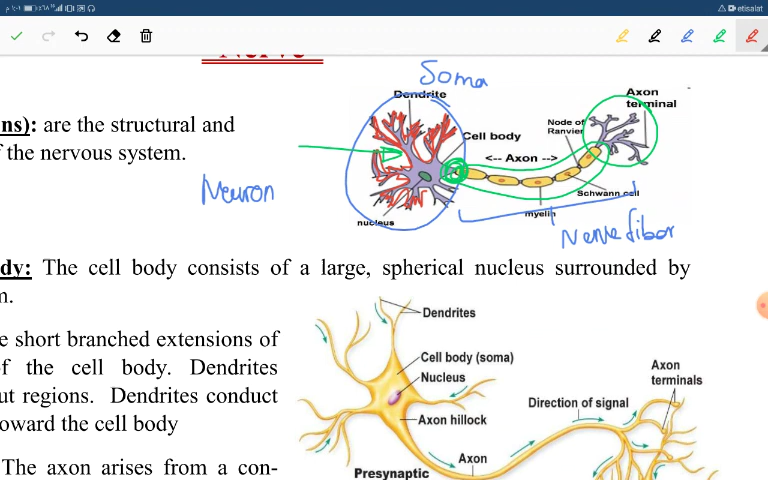 etisalat
Nerve
Soma
Dendrite
Axon
terminal
ns): are the structural and
Node of
Ranvier
Cell body
f the nervous system.
<-- Axon -->
Neuron
Schwann cell
nucleus
myelin
Nerve fiber
dy: The cell body consists of a large, spherical nucleus surrounded by
Dendrites
e short branched extensions of
Cell body (soma)
f the cell body. Dendrites
Nucleus
Axon
terminals
ut regions. Dendrites conduct
Direction of signal
oward the cell body
Axon hillock
Axon
The axon arises from a con-
Presynaptic